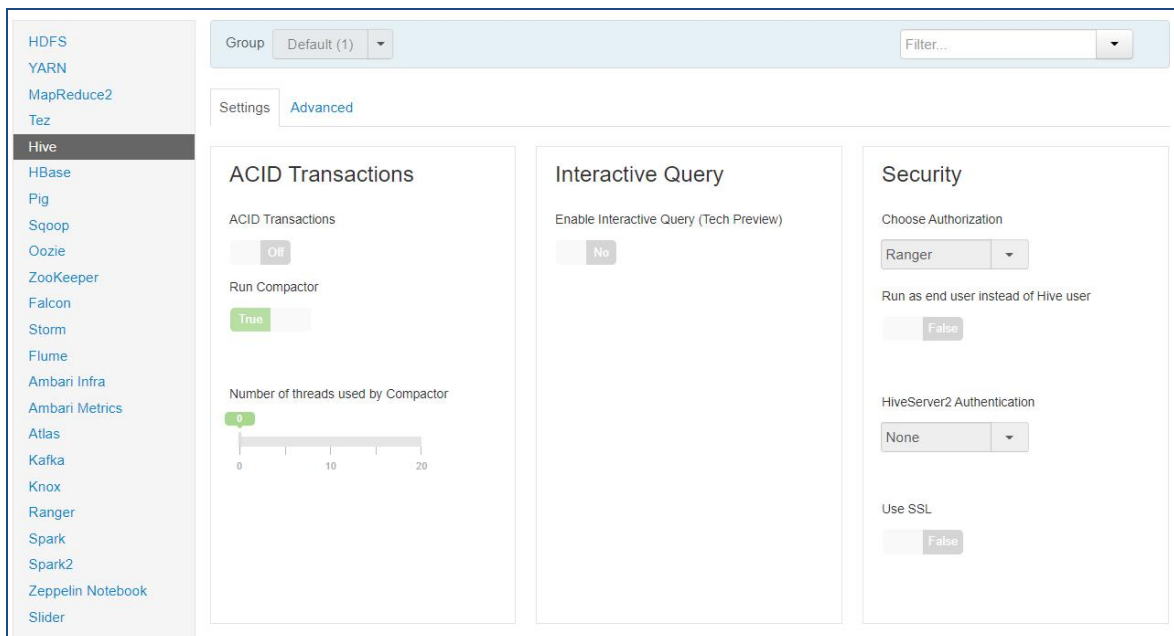 HDFS
YARN
MapReduce2
Tez
Hive
HBase
Pig
Sqoop
Oozie
ZooKeeper
Falcon
Storm
Flume
Ambari Infra
Ambari Metrics
Atlas
Kafka
Knox
Ranger
Spark
Spark2
Zeppelin Notebook
Slider
Group Default (1) Filter...
Settings Advanced
ACID Transactions
ACID Transactions
Off
Run Compactor
True
Number of threads used by Compactor
0
0 10 20
Interactive Query
Enable Interactive Query (Tech Preview)
No
Security
Choose Authorization
Ranger
Run as end user instead of Hive user
False
HiveServer2 Authentication
None
Use SSL
False